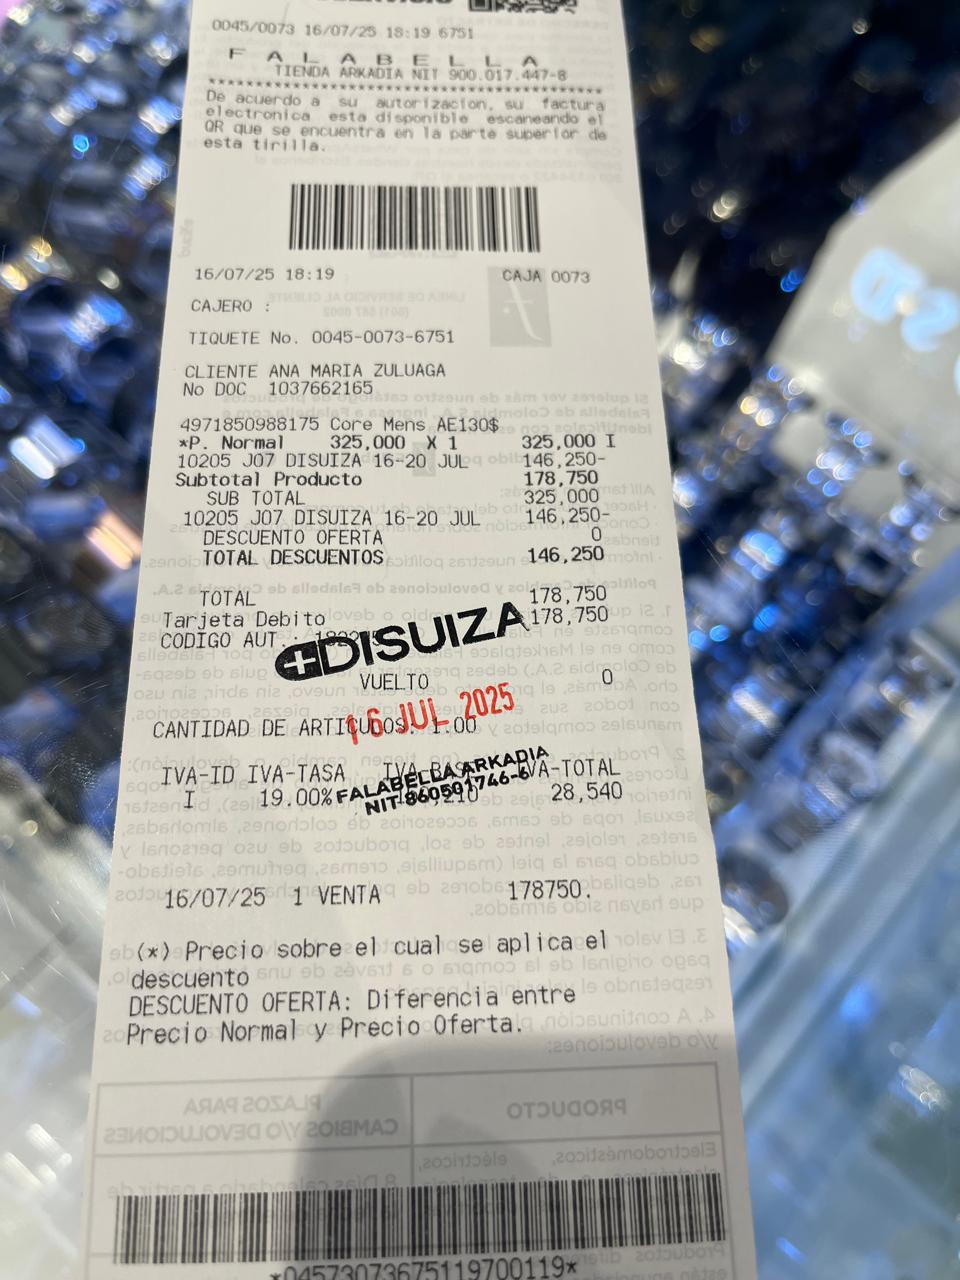 0045/0073 16/07/25 18:19 6751
F A L A B E L L A
TIENDA ARKADIA NIT 900.017.447-8
****************************************
De acuerdo a su autorizacion, su factura
electronica esta disponible escaneando el
QR que se encuentra en la parte superior de
esta tirilla.
16/07/25 18:19 CAJA 0073
CAJERO :
TIQUETE No. 0045-0073-6751
CLIENTE ANA MARIA ZULUAGA
No DOC 1037662165
4971850988175 Core Mens AE130$
*P. Normal 325,000 X 1 325,000 I
10205 J07 DISUIZA 16-20 JUL 146,250-
Subtotal Producto 178,750
SUB TOTAL 325,000
10205 J07 DISUIZA 16-20 JUL 146,250-
DESCUENTO OFERTA 0
TOTAL DESCUENTOS 146,250
TOTAL 178,750
Tarjeta Debito 178,750
CODIGO AUT :
DISUIZA
VUELTO 0
16 JUL 2025
CANTIDAD DE ARTICULOS: 1.00
IVA-ID IVA-TASA IVA-TOTAL
FALABELLA ARKADIA
NIT 860501746-6
I 19.00% 28,540
16/07/25 1 VENTA 178750.
(*) Precio sobre el cual se aplica el
descuento
DESCUENTO OFERTA: Diferencia entre
Precio Normal y Precio Oferta.
*04573073675119700119*